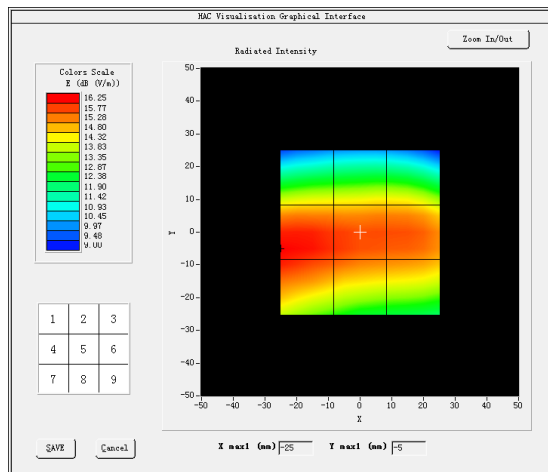 HAC Visualisation Graphical Interface
Zoom In/Out
Radiated Intensity
Colors Scale
E (dB (V/m))
16.25
15.77
15.28
14.80
14.32
13.83
13.35
12.87
12.38
11.90
11.42
10.93
10.45
9.97
9.48
9.00
50
40
30
20
10
0
-10
-20
-30
-40
-50
Y
-50 -40 -30 -20 -10 0 10 20 30 40 50
X
1 2 3
4 5 6
7 8 9
SAVE Cancel X max1 (mm) -25 Y max1 (mm) -5